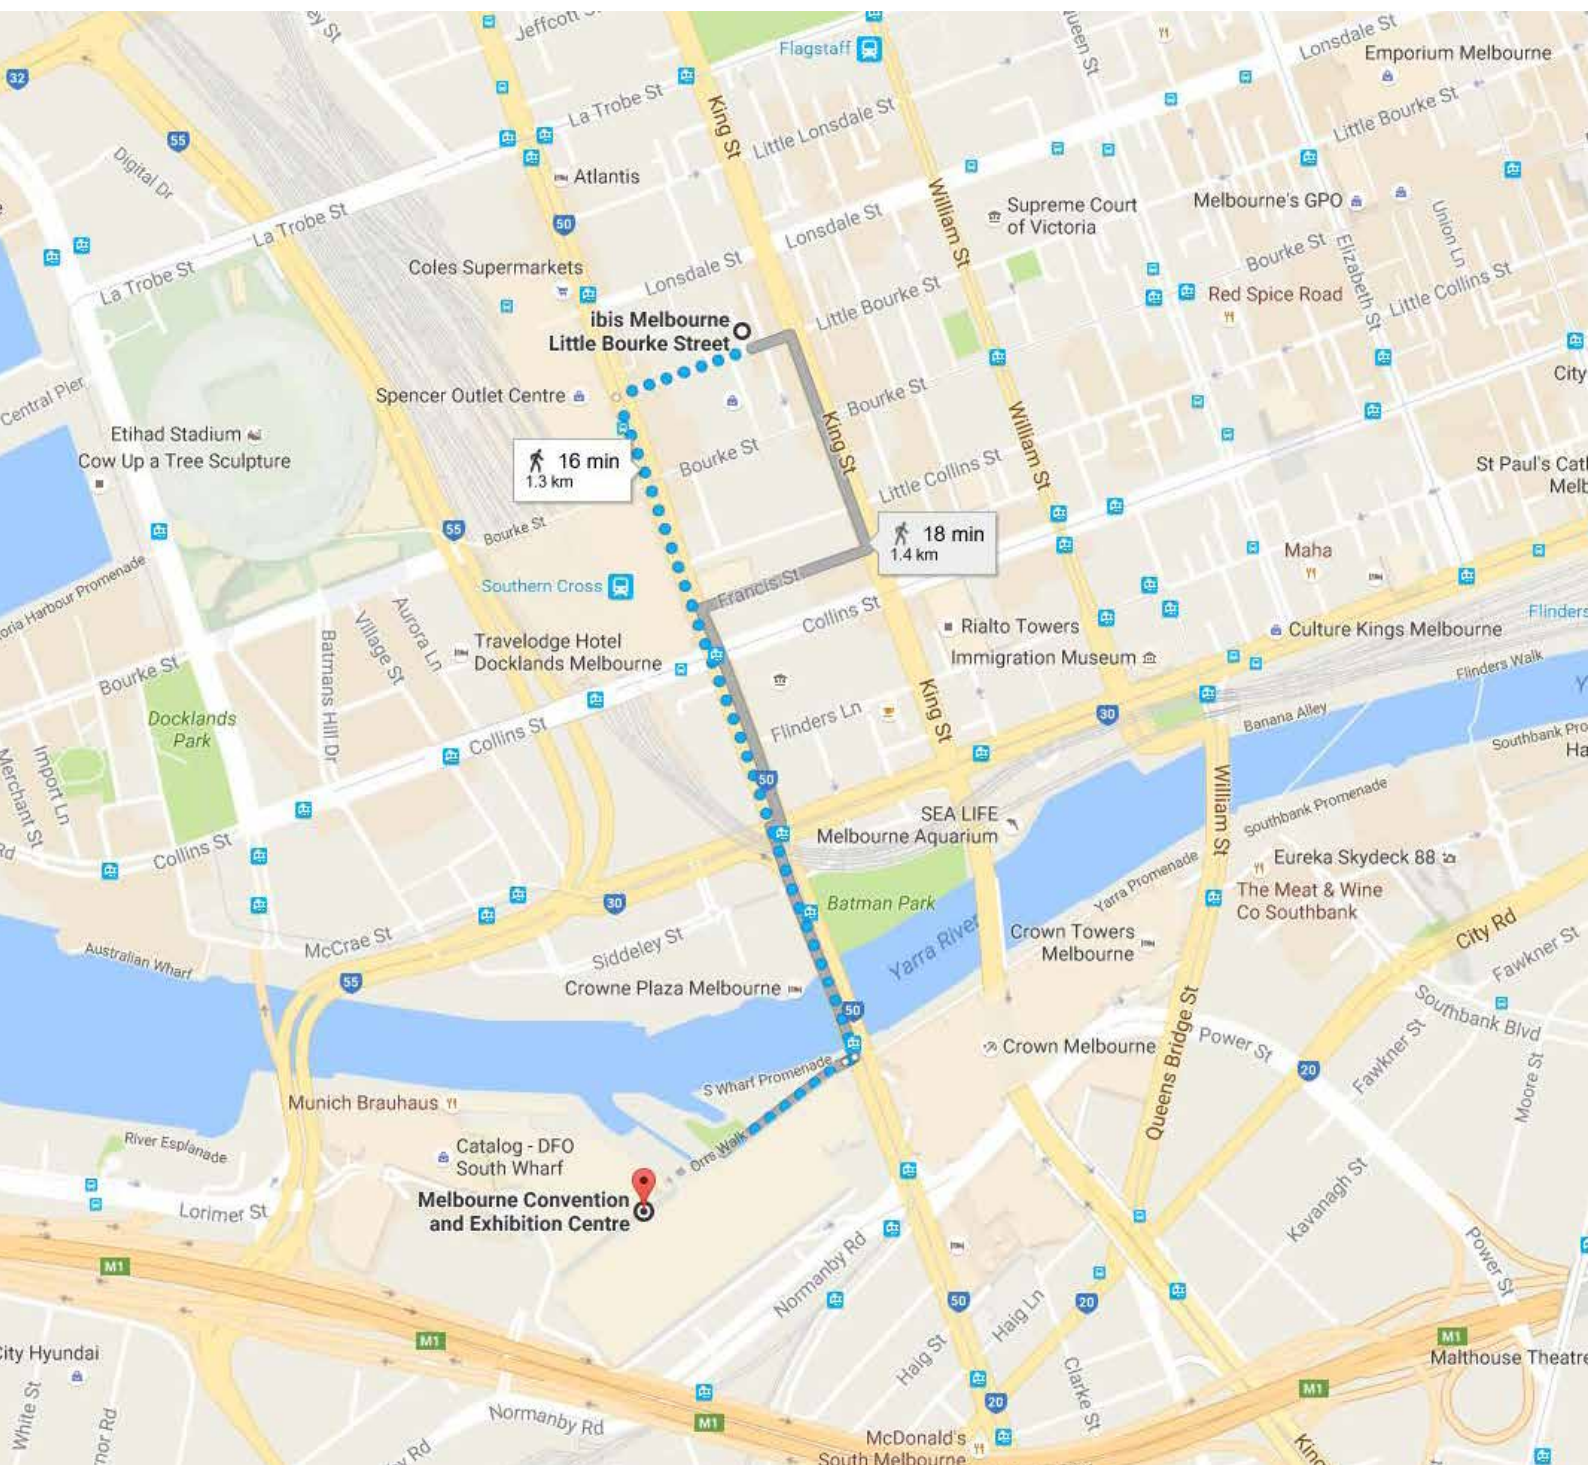 Jeffcott
Flagstaff
Queen St
Lonsdale St
Emporium Melbourne
32
La Trobe St
King St
Little Lonsdale St
Little Bourke St
55
Digital Dr
Atlantis
William St
Supreme Court
of Victoria
Melbourne's GPO
Union Ln
La Trobe St
50
Lonsdale St
Bourke St
Elizabeth St
La Trobe St
Coles Supermarkets
Lonsdale St
Little Bourke St
Red Spice Road
Little Collins St
ibis Melbourne
Little Bourke Street
Central Pier
Spencer Outlet Centre
Bourke St
City
Etihad Stadium
Cow Up a Tree Sculpture
King St
William St
16 min
1.3 km
Bourke St
Little Collins St
St Paul's
Melb
55
Bourke St
18 min
1.4 km
Maha
Southern Cross
Francis St
Collins St
Harbour Promenade
Aurora Ln
Village St
Batmans Hill Dr
Travelodge Hotel
Docklands Melbourne
Rialto Towers
Immigration Museum
Culture Kings Melbourne
Flinders
Flinders Walk
Bourke St
Docklands
Park
Flinders Ln
King St
30
Banana Alley
Collins St
Southbank Pro
Ha
Import Ln
Merchant St
50
William St
SEA LIFE
Melbourne Aquarium
Southbank Promenade
Rd
Collins St
Eureka Skydeck 88
Yarra Promenade
The Meat & Wine
Co Southbank
30
Batman Park
City Rd
McCrae St
Siddeley St
Yarra River
Crown Towers
Melbourne
Fawkner St
Australian Wharf
55
Crowne Plaza Melbourne
50
Southbank Blvd
Queens Bridge St
Crown Melbourne
Power St
Fawkner St
20
Moore St
S Wharf Promenade
Munich Brauhaus
River Esplanade
Catalog - DFO
South Wharf
Orrs Walk
Melbourne Convention
and Exhibition Centre
Lorimer St
Kavanagh St
M1
Normanby Rd
Power St
50
20
Haig Ln
M1
Haig St
M1
City Hyundai
Malthouse Theatre
Clarke St
M1
White St
20
Normanby Rd
M1
McDonald's
South Melbourne
King